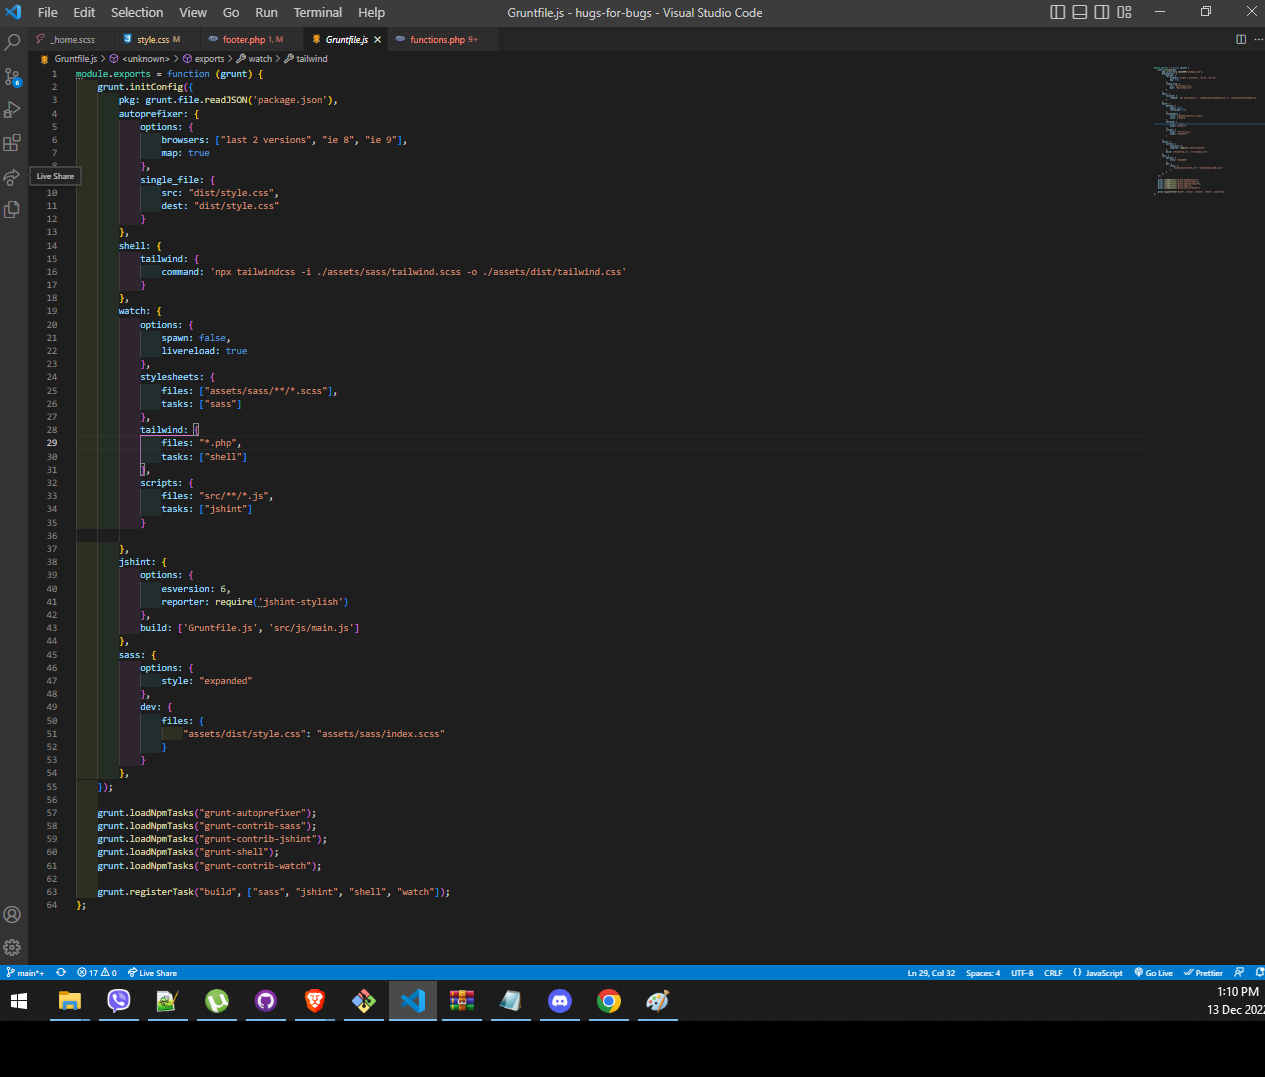 File Edit Selection View Go Run Terminal Help
Gruntfile.js - hugs-for-bugs - Visual Studio Code
_home.scss
style.css M
footer.php 1, M
Gruntfile.js
functions.php 9+
Gruntfile.js > <unknown> > exports > watch > tailwind
1 module.exports = function (grunt) {
2 grunt.initConfig({
3 pkg: grunt.file.readJSON('package.json'),
4 autoprefixer: {
5 options: {
6 browsers: ["last 2 versions", "ie 8", "ie 9"],
7 map: true
8 },
Live Share
single_file: {
10 src: "dist/style.css",
11 dest: "dist/style.css"
12 }
13 },
14 shell: {
15 tailwind: {
16 command: 'npx tailwindcss -i ./assets/sass/tailwind.scss -o ./assets/dist/tailwind.css'
17 }
18 },
19 watch: {
20 options: {
21 spawn: false,
22 livereload: true
23 },
24 stylesheets: {
25 files: ["assets/sass/**/*.scss"],
26 tasks: ["sass"]
27 },
28 tailwind: {
29 files: "*.php",
30 tasks: ["shell"]
31 },
32 scripts: {
33 files: "src/**/*.js",
34 tasks: ["jshint"]
35 }
36
37 },
38 jshint: {
39 options: {
40 esversion: 6,
41 reporter: require('jshint-stylish')
42 },
43 build: ['Gruntfile.js', 'src/js/main.js']
44 },
45 sass: {
46 options: {
47 style: "expanded"
48 },
49 dev: {
50 files: {
51 "assets/dist/style.css": "assets/sass/index.scss"
52 }
53 }
54 },
55 });
56
57 grunt.loadNpmTasks("grunt-autoprefixer");
58 grunt.loadNpmTasks("grunt-contrib-sass");
59 grunt.loadNpmTasks("grunt-contrib-jshint");
60 grunt.loadNpmTasks("grunt-shell");
61 grunt.loadNpmTasks("grunt-contrib-watch");
62
63 grunt.registerTask("build", ["sass", "jshint", "shell", "watch"]);
64 };
6
main*+ 17 0 Live Share Ln 29, Col 32 Spaces: 4 UTF-8 CRLF {} JavaScript Go Live Prettier
1:10 PM
13 Dec 2022